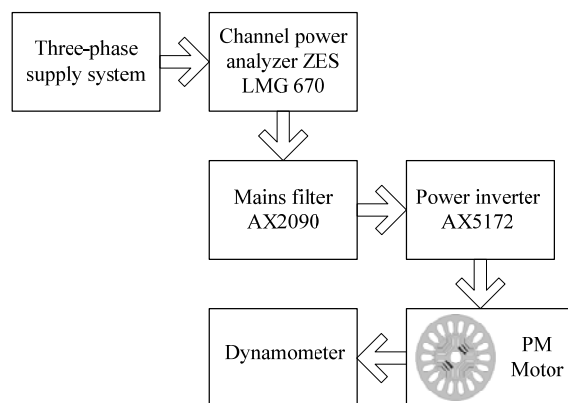 Three-phase
supply system
Channel power
analyzer ZES
LMG 670
Mains filter
AX2090
Power inverter
AX5172
Dynamometer
PM
Motor